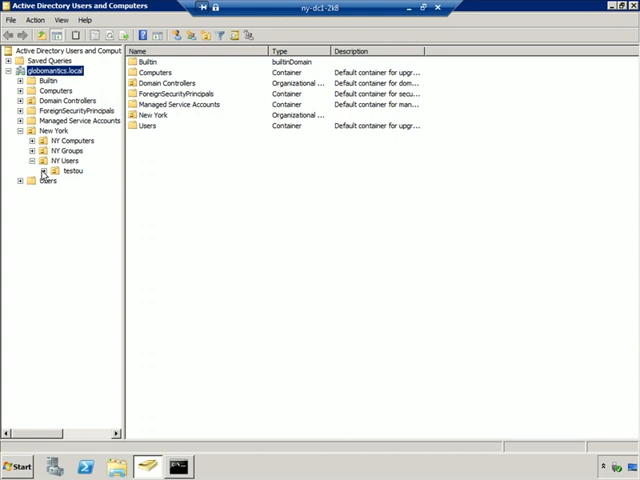 Active Directory Users and Computers
ny-dc1-2k8
File Action View Help
Active Directory Users and Comput
Saved Queries
globomantics.local
Builtin
Computers
Domain Controllers
ForeignSecurityPrincipals
Managed Service Accounts
New York
NY Computers
NY Groups
NY Users
testou
Users
Name Type Description
Builtin builtinDomain
Computers Container Default container for upgr...
Domain Controllers Organizational ... Default container for dom...
ForeignSecurityPrincipals Container Default container for secu...
Managed Service Accounts Container Default container for man...
New York Organizational ...
Users Container Default container for upgr...
Start